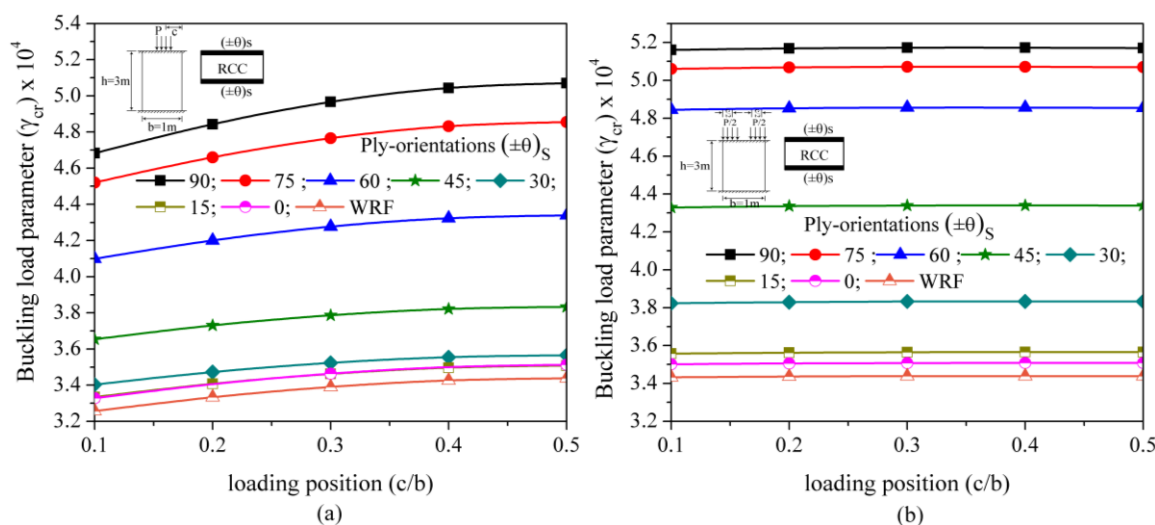 Buckling load parameter (γcr) x 10⁴
5.4
5.2
5.0
4.8
4.6
4.4
4.2
4.0
3.8
3.6
3.4
3.2
P
c
h=3m
b=1m
(±θ)s
RCC
(±θ)s
Ply-orientations (±θ)S
90; 75; 60; 45; 30;
15; 0; WRF
0.1 0.2 0.3 0.4 0.5
loading position (c/b)
(a)
Buckling load parameter (γcr) x 10⁴
5.4
5.2
5.0
4.8
4.6
4.4
4.2
4.0
3.8
3.6
3.4
3.2
P/2 P/2
h=3m
b=1m
(±θ)s
RCC
(±θ)s
Ply-orientations (±θ)S
90; 75 ; 60 ; 45; 30;
15; 0; WRF
0.1 0.2 0.3 0.4 0.5
loading position (c/b)
(b)